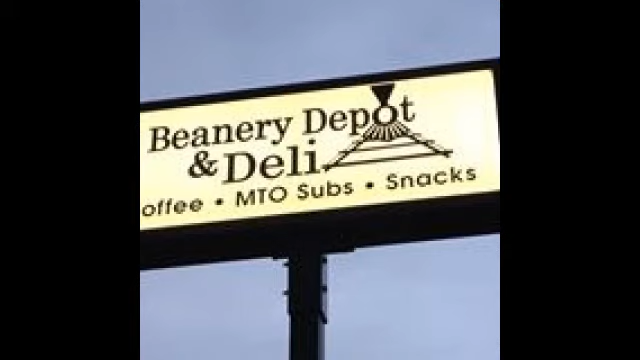 Beanery Depot
& Deli
offee • MTO Subs • Snacks